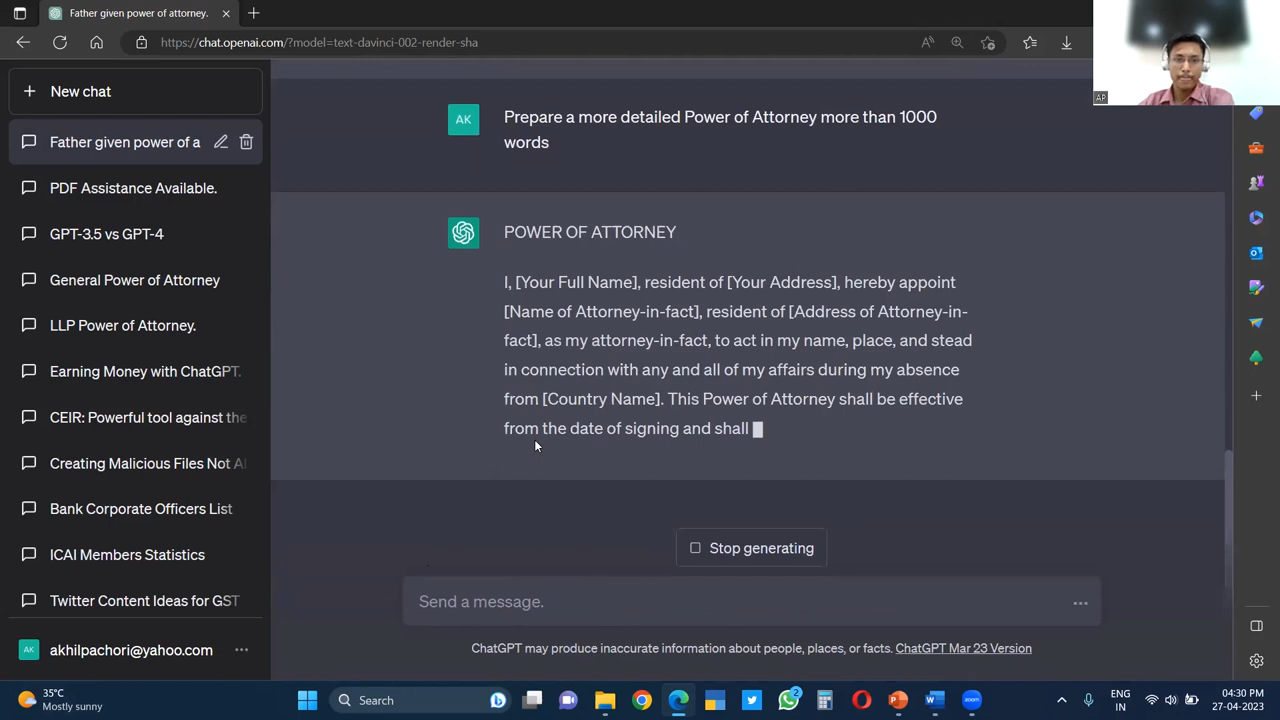 Father given power of attorney.
https://chat.openai.com/?model=text-davinci-002-render-sha
AP
New chat
Father given power of a
PDF Assistance Available.
GPT-3.5 vs GPT-4
General Power of Attorney
LLP Power of Attorney.
Earning Money with ChatGPT.
CEIR: Powerful tool against the
Creating Malicious Files Not Al
Bank Corporate Officers List
ICAI Members Statistics
Twitter Content Ideas for GST
AK akhilpachori@yahoo.com
AK
Prepare a more detailed Power of Attorney more than 1000
words
POWER OF ATTORNEY
I, [Your Full Name], resident of [Your Address], hereby appoint
[Name of Attorney-in-fact], resident of [Address of Attorney-in-
fact], as my attorney-in-fact, to act in my name, place, and stead
in connection with any and all of my affairs during my absence
from [Country Name]. This Power of Attorney shall be effective
from the date of signing and shall
Stop generating
Send a message.
ChatGPT may produce inaccurate information about people, places, or facts. ChatGPT Mar 23 Version
35°C
Mostly sunny
Search
2
zoom
ENG
IN
04:30 PM
27-04-2023